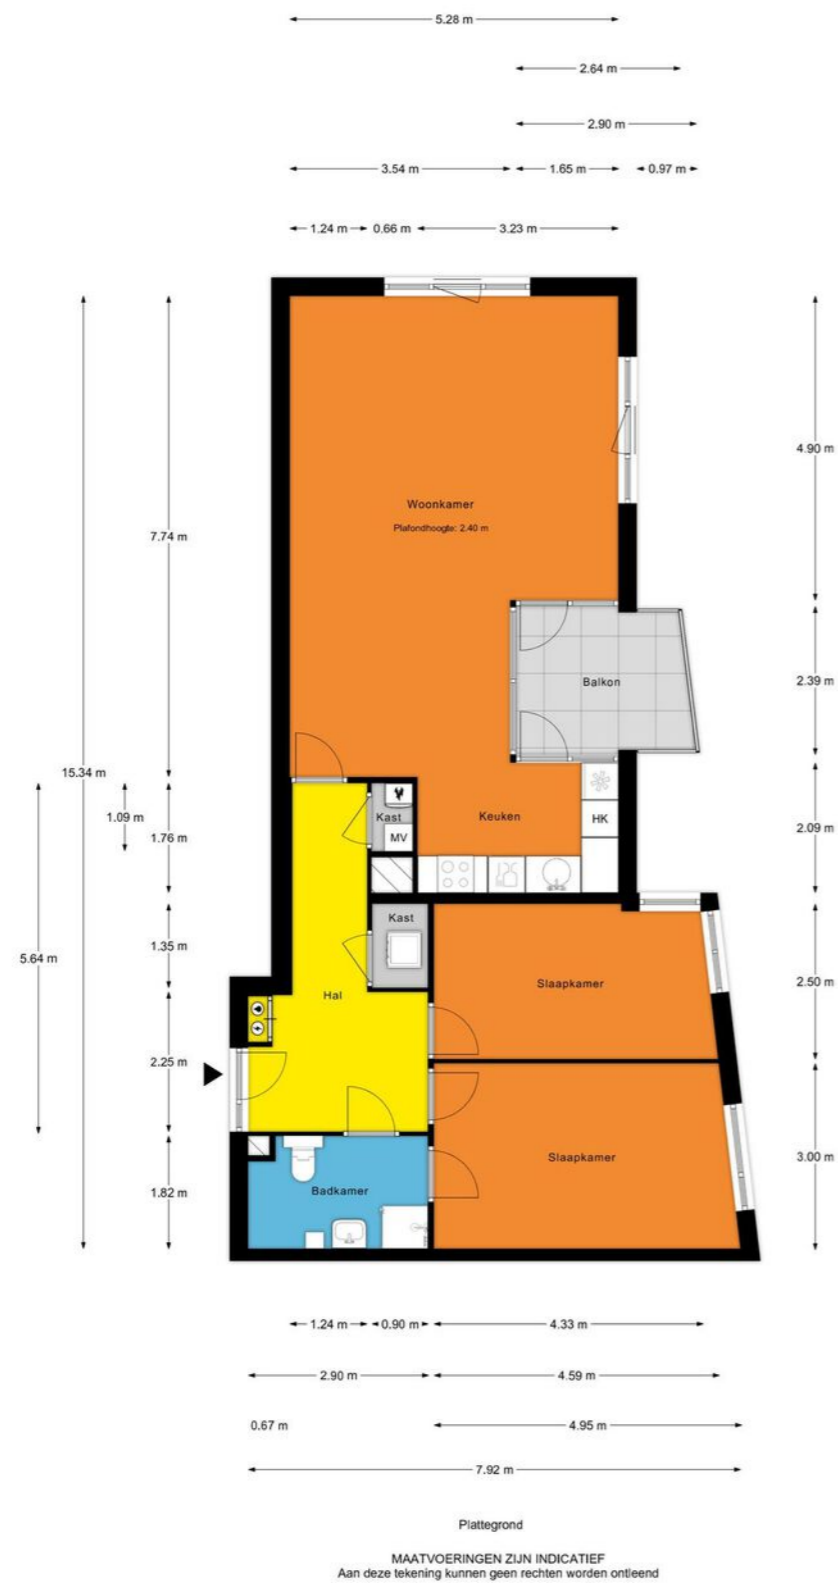 5.28 m
2.64 m
2.90 m
3.54 m 1.65 m 0.97 m
1.24 m 0.66 m 3.23 m
4.90 m
Woonkamer
Plafondhoogte: 2.40 m
7.74 m
Balkon
2.39 m
15.34 m
1.09 m
1.76 m
Kast
MV
Keuken
HK
2.09 m
Kast
1.35 m
5.64 m
Hal
Slaapkamer
2.50 m
2.25 m
Slaapkamer
3.00 m
1.82 m
Badkamer
1.24 m 0.90 m 4.33 m
2.90 m 4.59 m
0.67 m 4.95 m
7.92 m
Plattegrond
MAATVOERINGEN ZIJN INDICATIEF
Aan deze tekening kunnen geen rechten worden ontleend